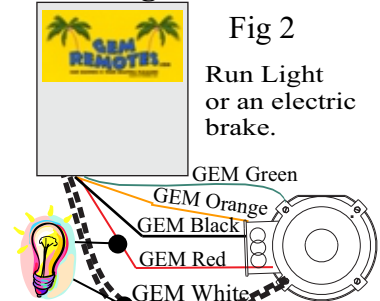 Fig 2
GEM
REMOTES
Run Light
or an electric
brake.
GEM Green
GEM Orange
GEM Black
GEM Red
GEM White